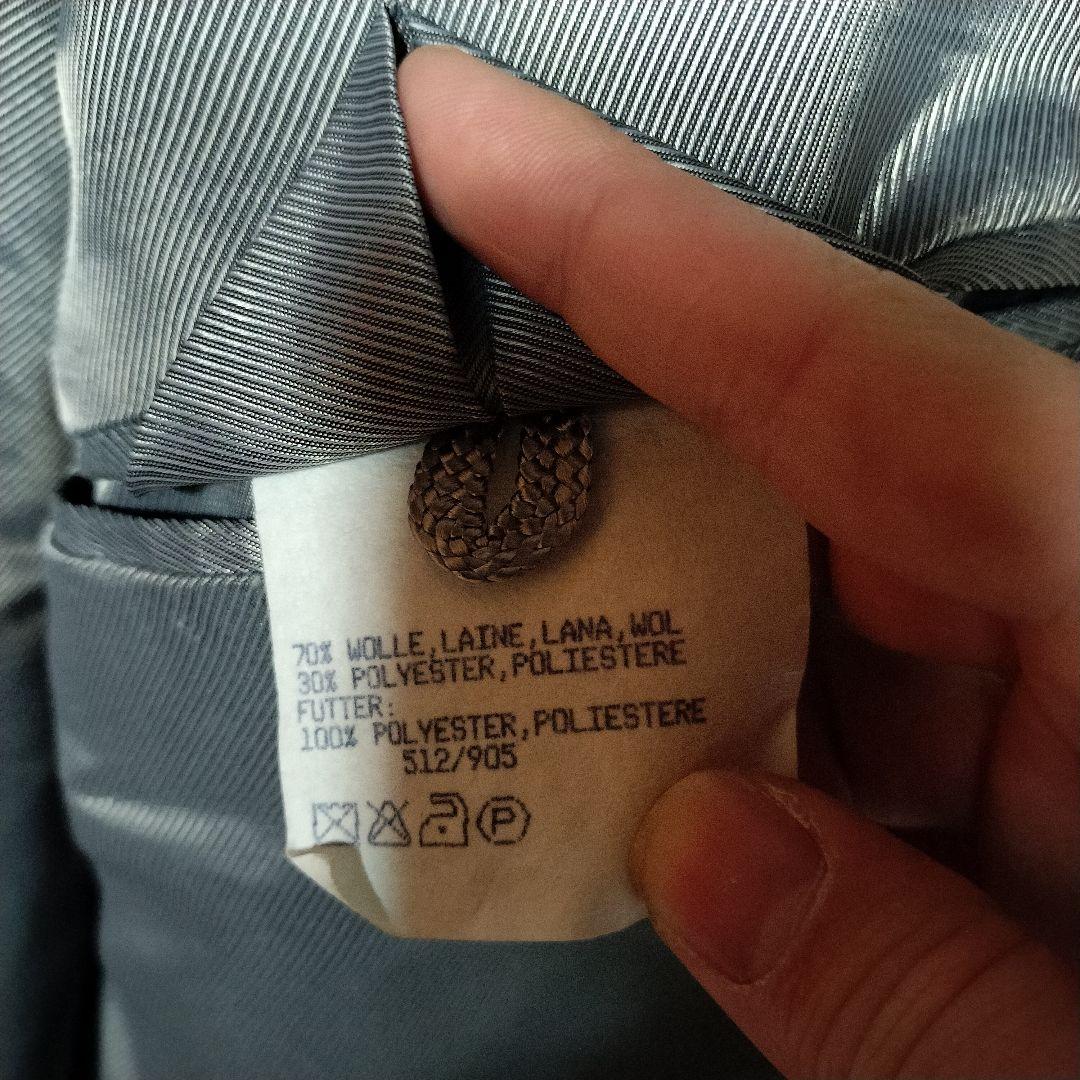 70% WOLLE,LAINE,LANA,WOL
30% POLYESTER,POLIESTERE
FUTTER:
100% POLYESTER,POLIESTERE
512/905
P